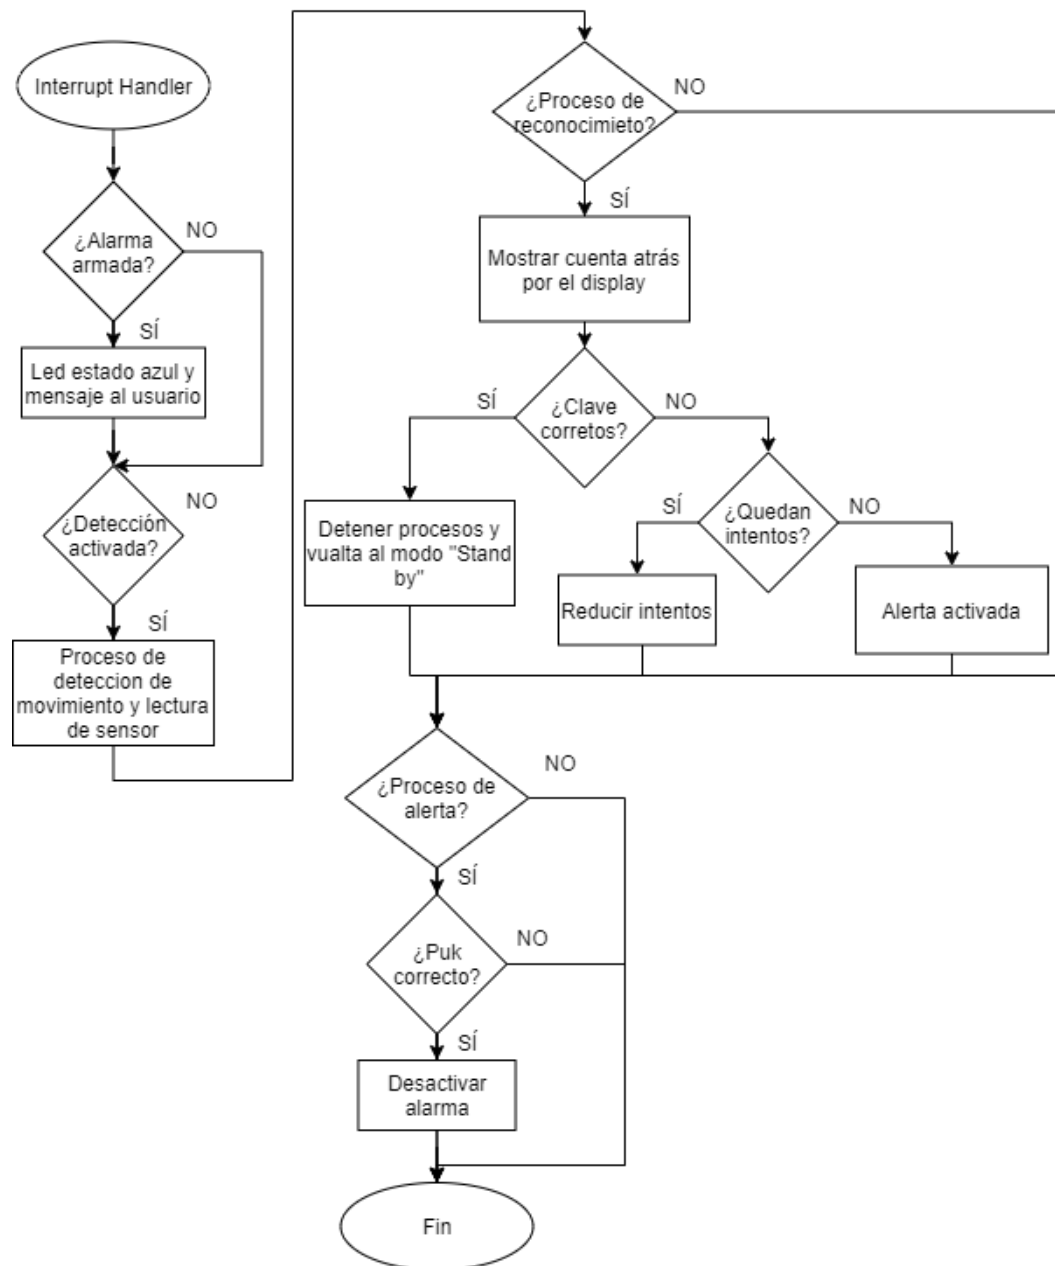 Interrupt Handler
¿Alarma
armada?
NO
SÍ
Led estado azul y
mensaje al usuario
¿Detección
activada?
NO
SÍ
Proceso de
deteccion de
movimiento y lectura
de sensor
¿Proceso de
reconocimieto?
NO
SÍ
Mostrar cuenta atrás
por el display
¿Clave
corretos?
SÍ
NO
Detener procesos y
vualta al modo "Stand
by"
¿Quedan
intentos?
SÍ
NO
Reducir intentos
Alerta activada
¿Proceso de
alerta?
NO
SÍ
¿Puk
correcto?
NO
SÍ
Desactivar
alarma
Fin